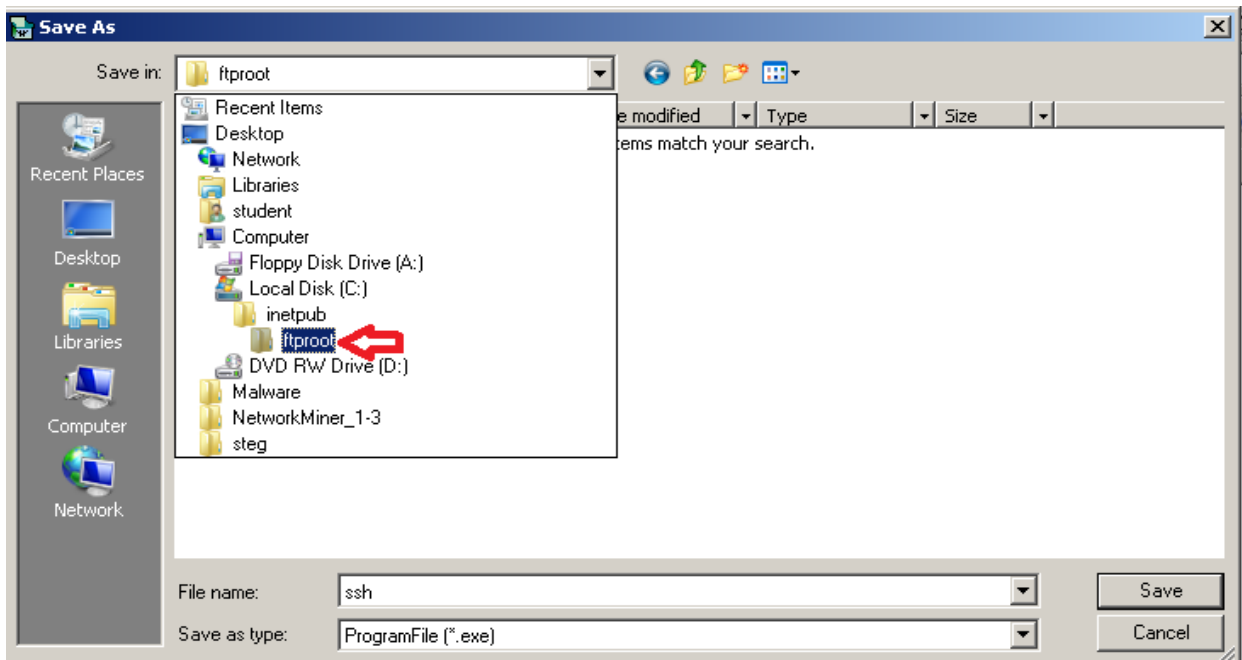 Save As
Save in:
ftproot
Recent Items
e modified Type Size
Desktop
ems match your search.
Network
Libraries
student
Computer
Floppy Disk Drive (A:)
Local Disk (C:)
inetpub
ftproot
DVD RW Drive (D:)
Malware
NetworkMiner_1-3
steg
Recent Places
Desktop
Libraries
Computer
Network
File name: ssh Save
Save as type: ProgramFile (*.exe) Cancel